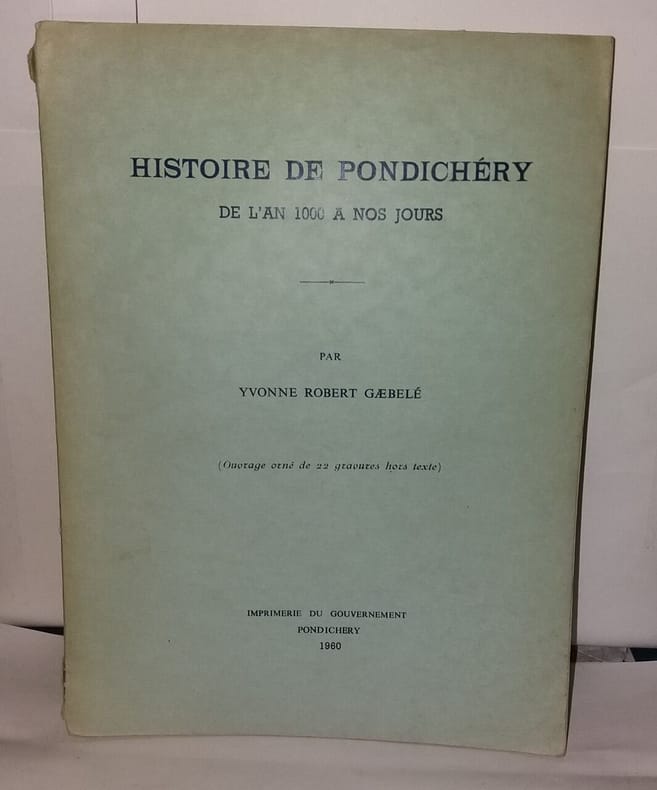 HISTOIRE DE PONDICHÉRY
DE L'AN 1000 A NOS JOURS
PAR
YVONNE ROBERT GÆBELÉ
(Ouvrage orné de 22 gravures hors texte)
IMPRIMERIE DU GOUVERNEMENT
PONDICHERY
1960